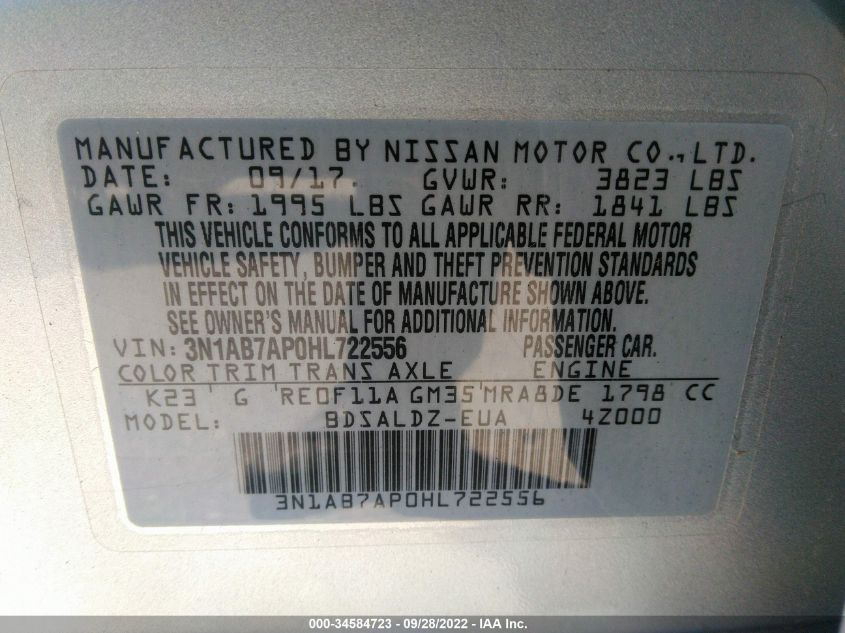 MANUFACTURED BY NISSAN MOTOR CO.,LTD.
DATE: 09/17. GVWR: 3823 LBS
GAWR FR: 1995 LBS GAWR RR: 1841 LBS
THIS VEHICLE CONFORMS TO ALL APPLICABLE FEDERAL MOTOR
VEHICLE SAFETY, BUMPER AND THEFT PREVENTION STANDARDS
IN EFFECT ON THE DATE OF MANUFACTURE SHOWN ABOVE.
SEE OWNER'S MANUAL FOR ADDITIONAL INFORMATION.
VIN: 3N1AB7AP0HL722556 PASSENGER CAR.
COLOR TRIM TRANS AXLE ENGINE
K23 G RE0F11A GM35 MRA8DE 1798 CC
MODEL: BDSALDZ-EUA 4Z000
3N1AB7AP0HL722556
000-34584723 - 09/28/2022 - IAA Inc.